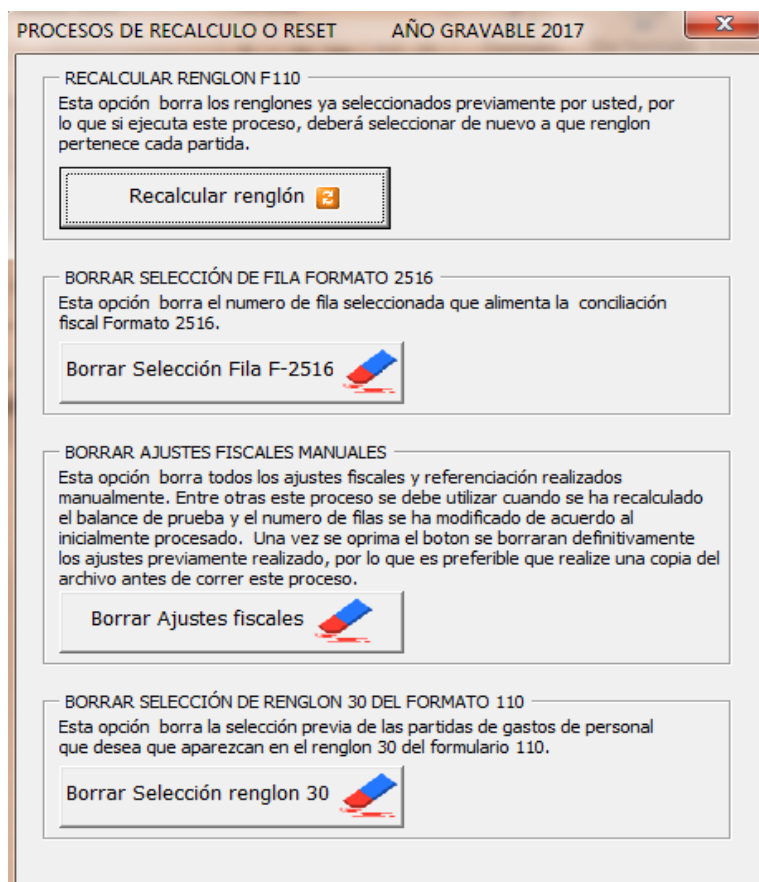 PROCESOS DE RECALCULO O RESET AÑO GRAVABLE 2017
RECALCULAR RENGLON F110
Esta opción borra los renglones ya seleccionados previamente por usted, por
lo que si ejecuta este proceso, deberá seleccionar de nuevo a que renglon
pertenece cada partida.
Recalcular renglón
BORRAR SELECCIÓN DE FILA FORMATO 2516
Esta opción borra el numero de fila seleccionada que alimenta la conciliación
fiscal Formato 2516.
Borrar Selección Fila F-2516
BORRAR AJUSTES FISCALES MANUALES
Esta opción borra todos los ajustes fiscales y referenciación realizados
manualmente. Entre otras este proceso se debe utilizar cuando se ha recalculado
el balance de prueba y el numero de filas se ha modificado de acuerdo al
inicialmente procesado. Una vez se oprima el boton se borraran definitivamente
los ajustes previamente realizado, por lo que es preferible que realize una copia del
archivo antes de correr este proceso.
Borrar Ajustes fiscales
BORRAR SELECCIÓN DE RENGLON 30 DEL FORMATO 110
Esta opción borra la selección previa de las partidas de gastos de personal
que desea que aparezcan en el renglon 30 del formulario 110.
Borrar Selección renglon 30